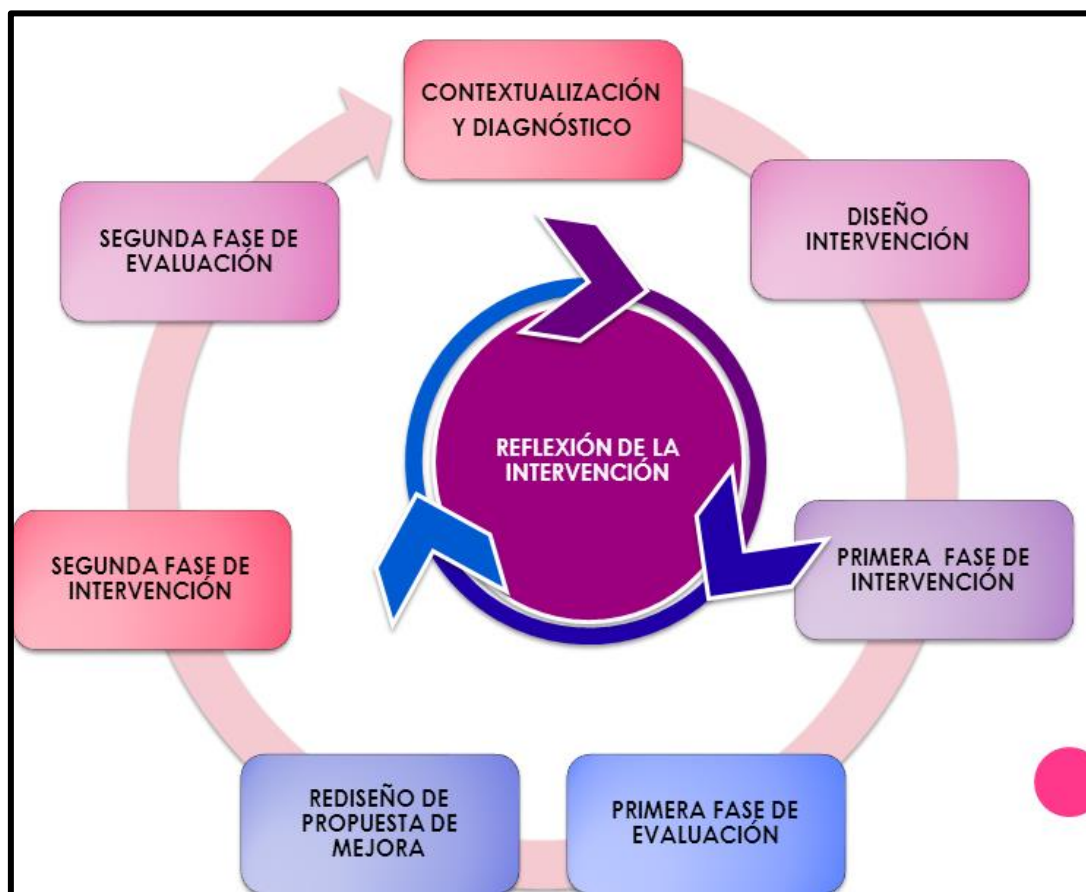 CONTEXTUALIZACIÓN
Y DIAGNÓSTICO
DISEÑO
INTERVENCIÓN
PRIMERA FASE DE
INTERVENCIÓN
PRIMERA FASE DE
EVALUACIÓN
REDISEÑO DE
PROPUESTA DE
MEJORA
SEGUNDA FASE DE
INTERVENCIÓN
SEGUNDA FASE DE
EVALUACIÓN
REFLEXIÓN DE LA
INTERVENCIÓN